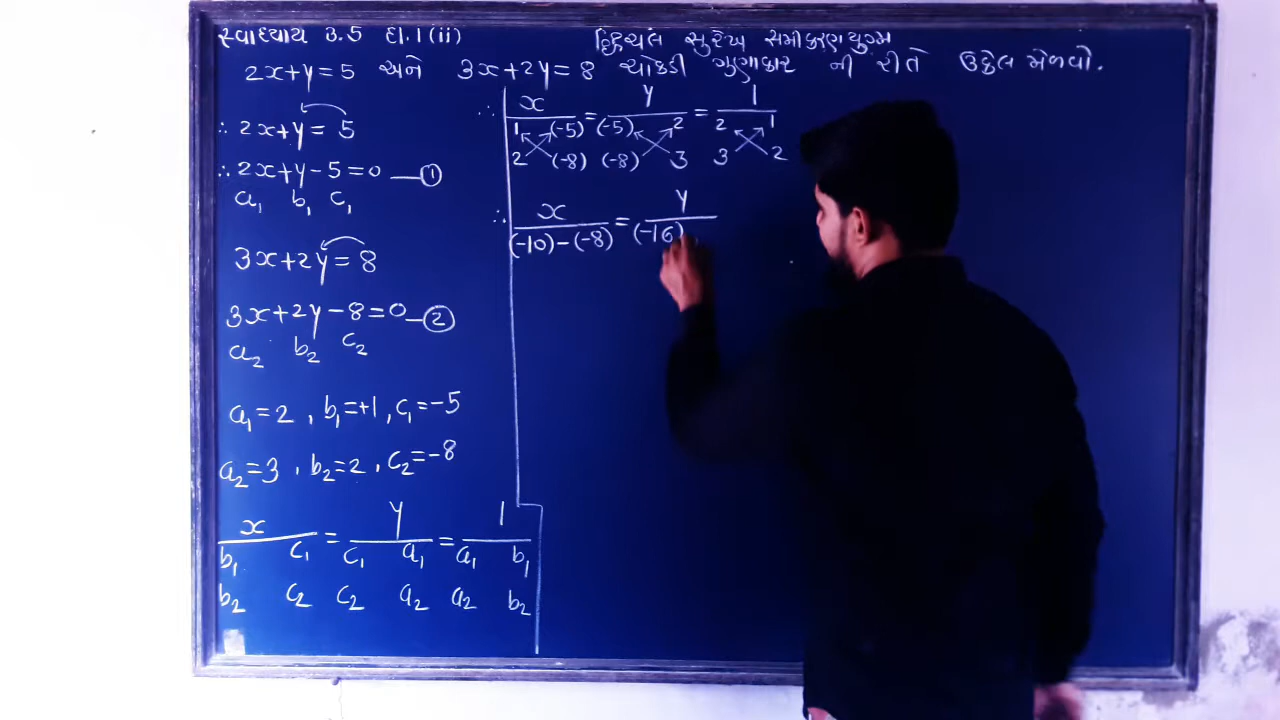 સ્વાધ્યાય 3.5 દા.1 (ii) દ્વિચલ સુરેખ સમીકરણયુગ્મ
2x+y=5 અને 3x+2y=8 ચોકડી ગુણાકાર ની રીતે ઉકેલ મેળવો.
∴ 2x+y = 5
∴ 2x+y-5=0 —①
a₁ b₁ c₁
3x+2y=8
3x+2y-8=0 —②
a₂ b₂ c₂
a₁=2 , b₁=+1 , c₁=-5
a₂=3 , b₂=2 , c₂=-8
x = y = 1
b₁ c₁ c₁ a₁ a₁ b₁
b₂ c₂ c₂ a₂ a₂ b₂
∴ x = y = 1
1 (-5) (-5) 2 2 1
2 (-8) (-8) 3 3 2
∴ x = y
(-10)-(-8) (-16)